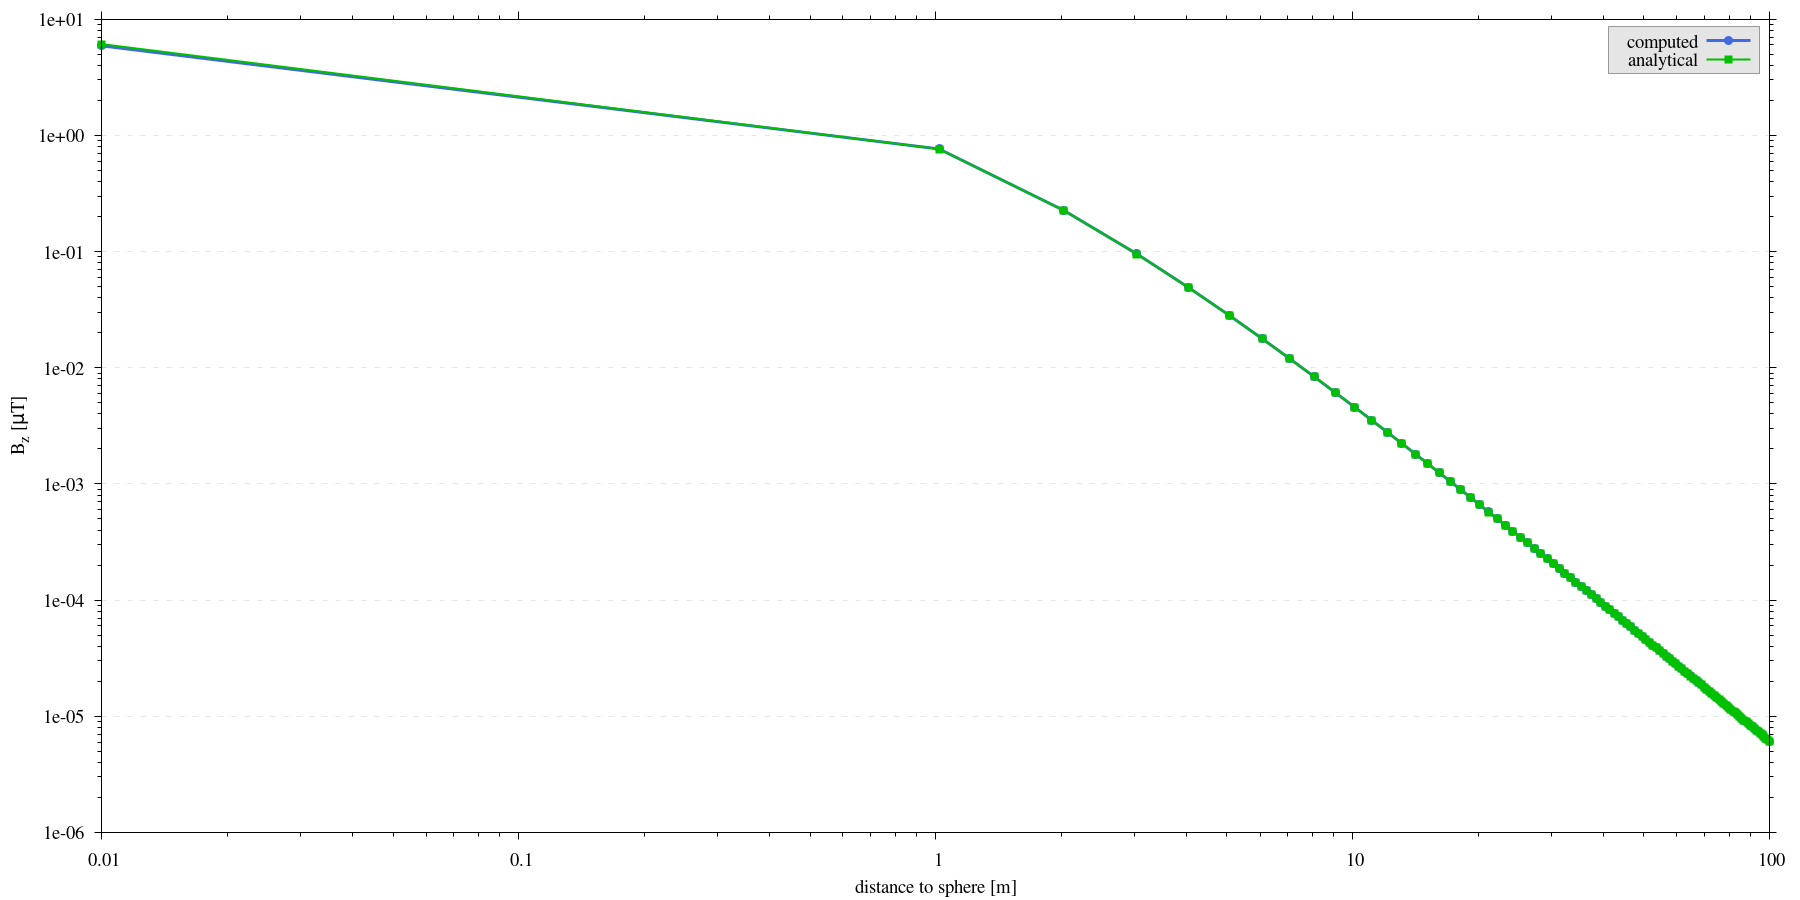 1e+01
1e+00
1e-01
1e-02
1e-03
1e-04
1e-05
1e-06
B_z [µT]
computed
analytical
0.01 0.1 1 10 100
distance to sphere [m]